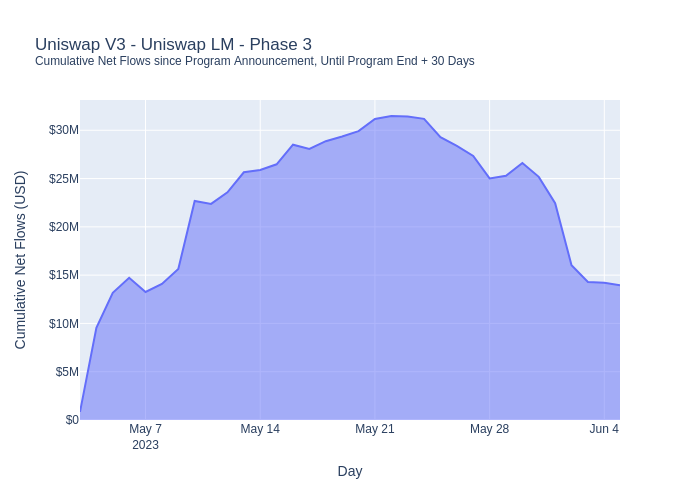 Uniswap V3 - Uniswap LM - Phase 3
Cumulative Net Flows since Program Announcement, Until Program End + 30 Days
Cumulative Net Flows (USD)
$30M
$25M
$20M
$15M
$10M
$5M
$0
May 7
2023
May 14
May 21
May 28
Jun 4
Day